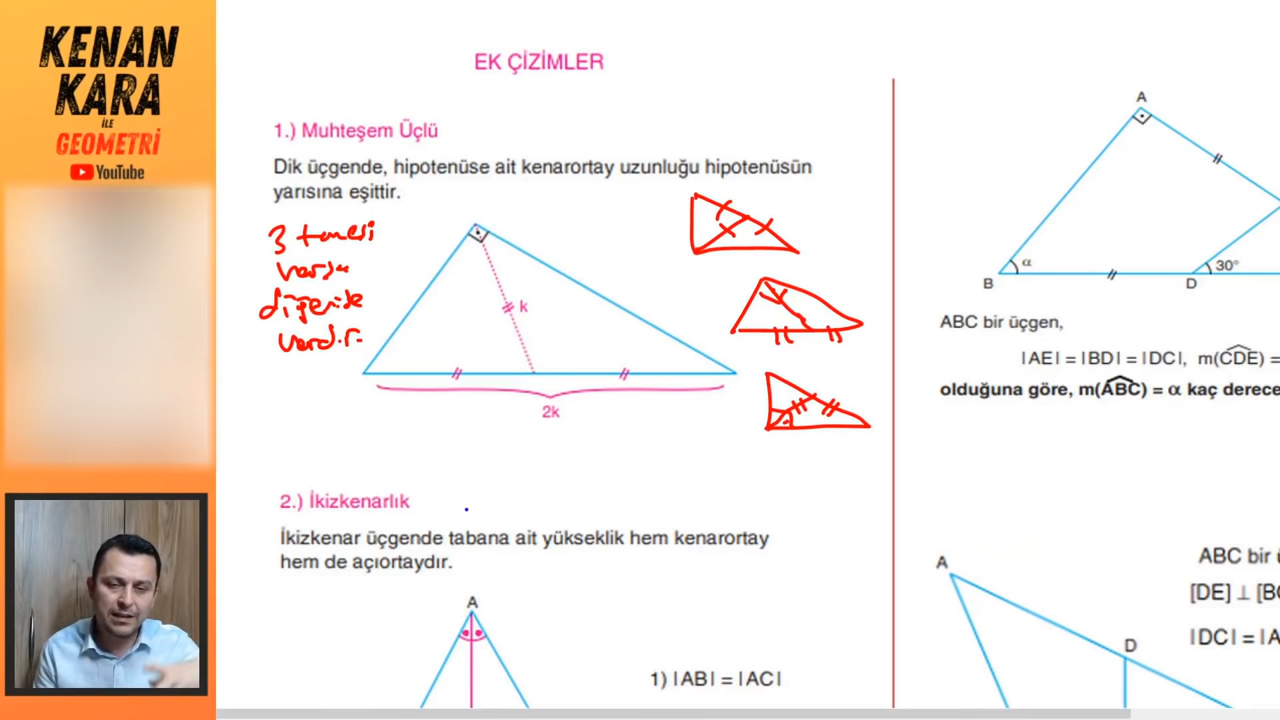 KENAN
KARA
İLE
GEOMETRİ
YouTube
EK ÇİZİMLER
1.) Muhteşem Üçlü
Dik üçgende, hipotenüse ait kenarortay uzunluğu hipotenüsün
yarısına eşittir.
3 tanesi
varsa
diğeride
vardır.
k
2k
2.) İkizkenarlık
İkizkenar üçgende tabana ait yükseklik hem kenarortay
hem de açıortaydır.
A
1) |AB| = |AC|
A
α
30°
B
D
ABC bir üçgen,
|AE| = |BD| = |DC|, m(CDE) =
olduğuna göre, m(ABC) = α kaç derece
A
ABC bir ü
[DE] ⊥ [BC
|DC| = |A
D